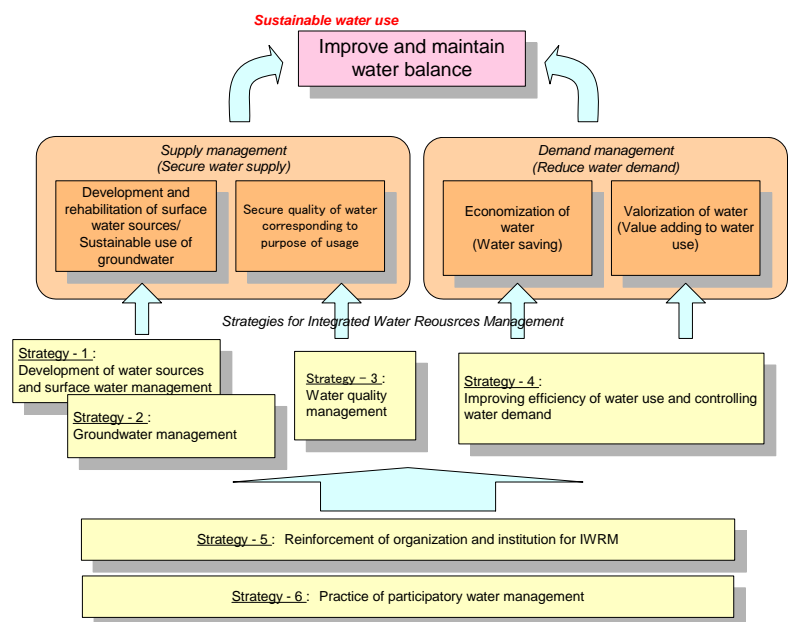 Sustainable water use
Improve and maintain
water balance
Supply management
(Secure water supply)
Development and
rehabilitation of surface
water sources/
Sustainable use of
groundwater
Secure quality of water
corresponding to
purpose of usage
Demand management
(Reduce water demand)
Economization of
water
(Water saving)
Valorization of water
(Value adding to water
use)
Strategies for Integrated Water Reousrces Management
Strategy - 1 :
Development of water sources
and surface water management
Strategy - 2 :
Groundwater management
Strategy - 3 :
Water quality
management
Strategy - 4 :
Improving efficiency of water use and controlling
water demand
Strategy - 5 : Reinforcement of organization and institution for IWRM
Strategy - 6 : Practice of participatory water management